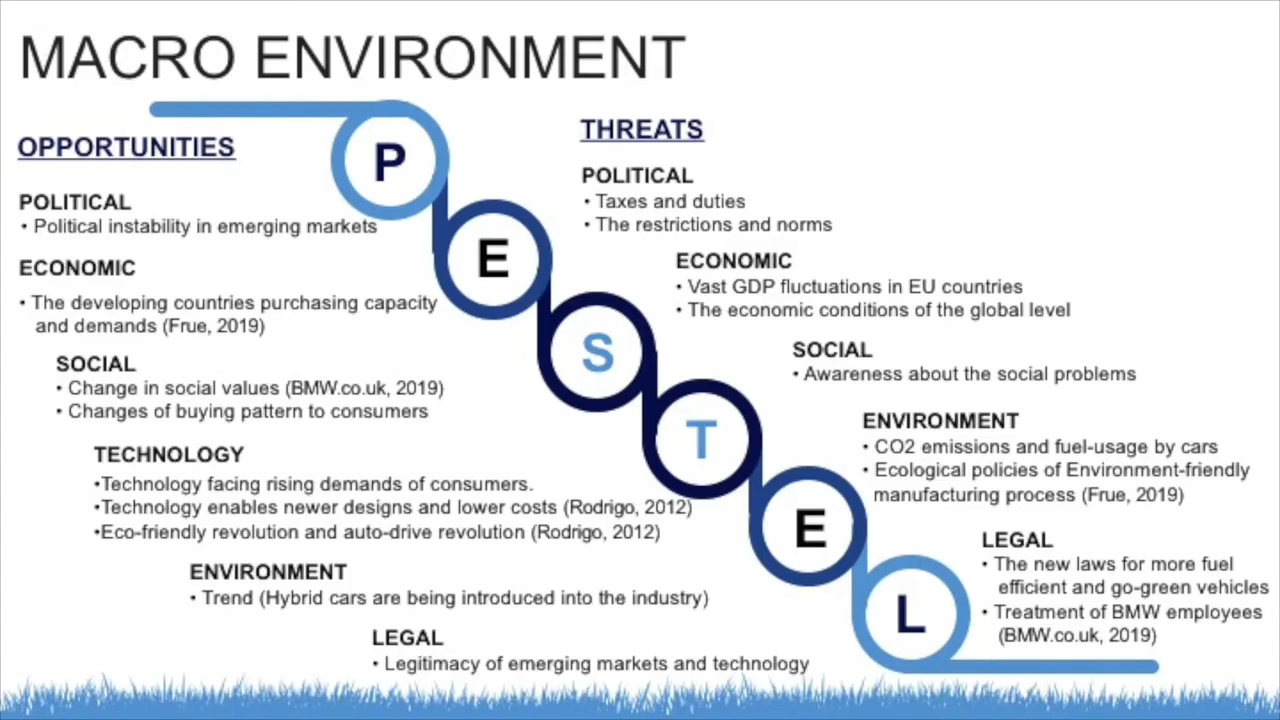 MACRO ENVIRONMENT
OPPORTUNITIES
POLITICAL
• Political instability in emerging markets
ECONOMIC
• The developing countries purchasing capacity
and demands (Frue, 2019)
SOCIAL
• Change in social values (BMW.co.uk, 2019)
• Changes of buying pattern to consumers
TECHNOLOGY
•Technology facing rising demands of consumers.
•Technology enables newer designs and lower costs (Rodrigo, 2012)
•Eco-friendly revolution and auto-drive revolution (Rodrigo, 2012)
ENVIRONMENT
• Trend (Hybrid cars are being introduced into the industry)
LEGAL
• Legitimacy of emerging markets and technology
P
E
S
T
E
L
THREATS
POLITICAL
• Taxes and duties
• The restrictions and norms
ECONOMIC
• Vast GDP fluctuations in EU countries
• The economic conditions of the global level
SOCIAL
• Awareness about the social problems
ENVIRONMENT
• CO2 emissions and fuel-usage by cars
• Ecological policies of Environment-friendly
manufacturing process (Frue, 2019)
LEGAL
• The new laws for more fuel
efficient and go-green vehicles
• Treatment of BMW employees
(BMW.co.uk, 2019)